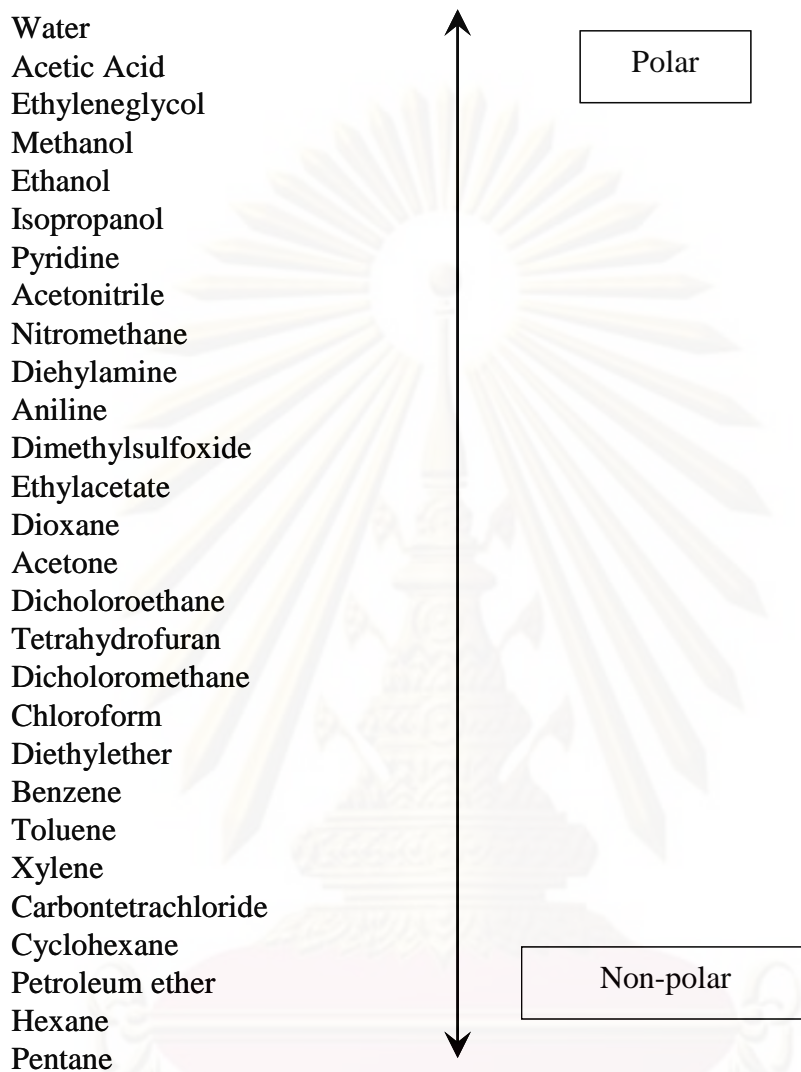 Water
Polar
Acetic Acid
Ethyleneglycol
Methanol
Ethanol
Isopropanol
Pyridine
Acetonitrile
Nitromethane
Diehylamine
Aniline
Dimethylsulfoxide
Ethylacetate
Dioxane
Acetone
Dicholoroethane
Tetrahydrofuran
Dicholoromethane
Chloroform
Diethylether
Benzene
Toluene
Xylene
Carbontetrachloride
Cyclohexane
Petroleum ether
Non-polar
Hexane
Pentane